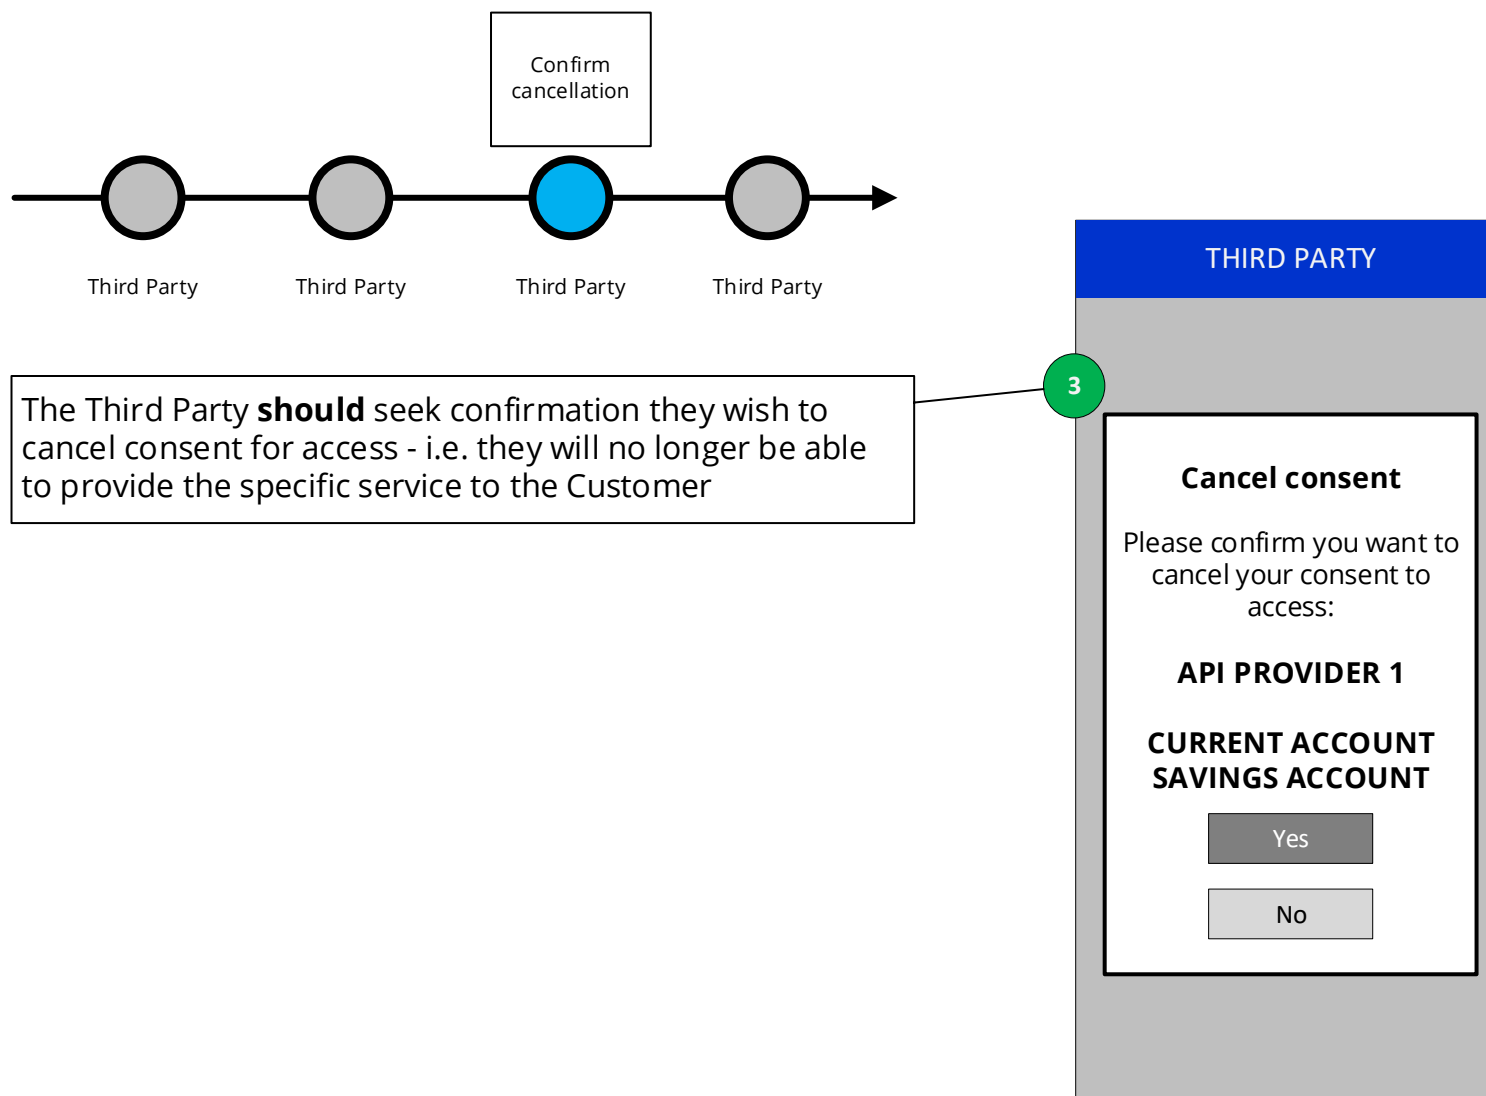 Confirm
cancellation
Third Party
Third Party
Third Party
Third Party
THIRD PARTY
3
The Third Party should seek confirmation they wish to
cancel consent for access - i.e. they will no longer be able
to provide the specific service to the Customer
Cancel consent
Please confirm you want to
cancel your consent to
access:
API PROVIDER 1
CURRENT ACCOUNT
SAVINGS ACCOUNT
Yes
No